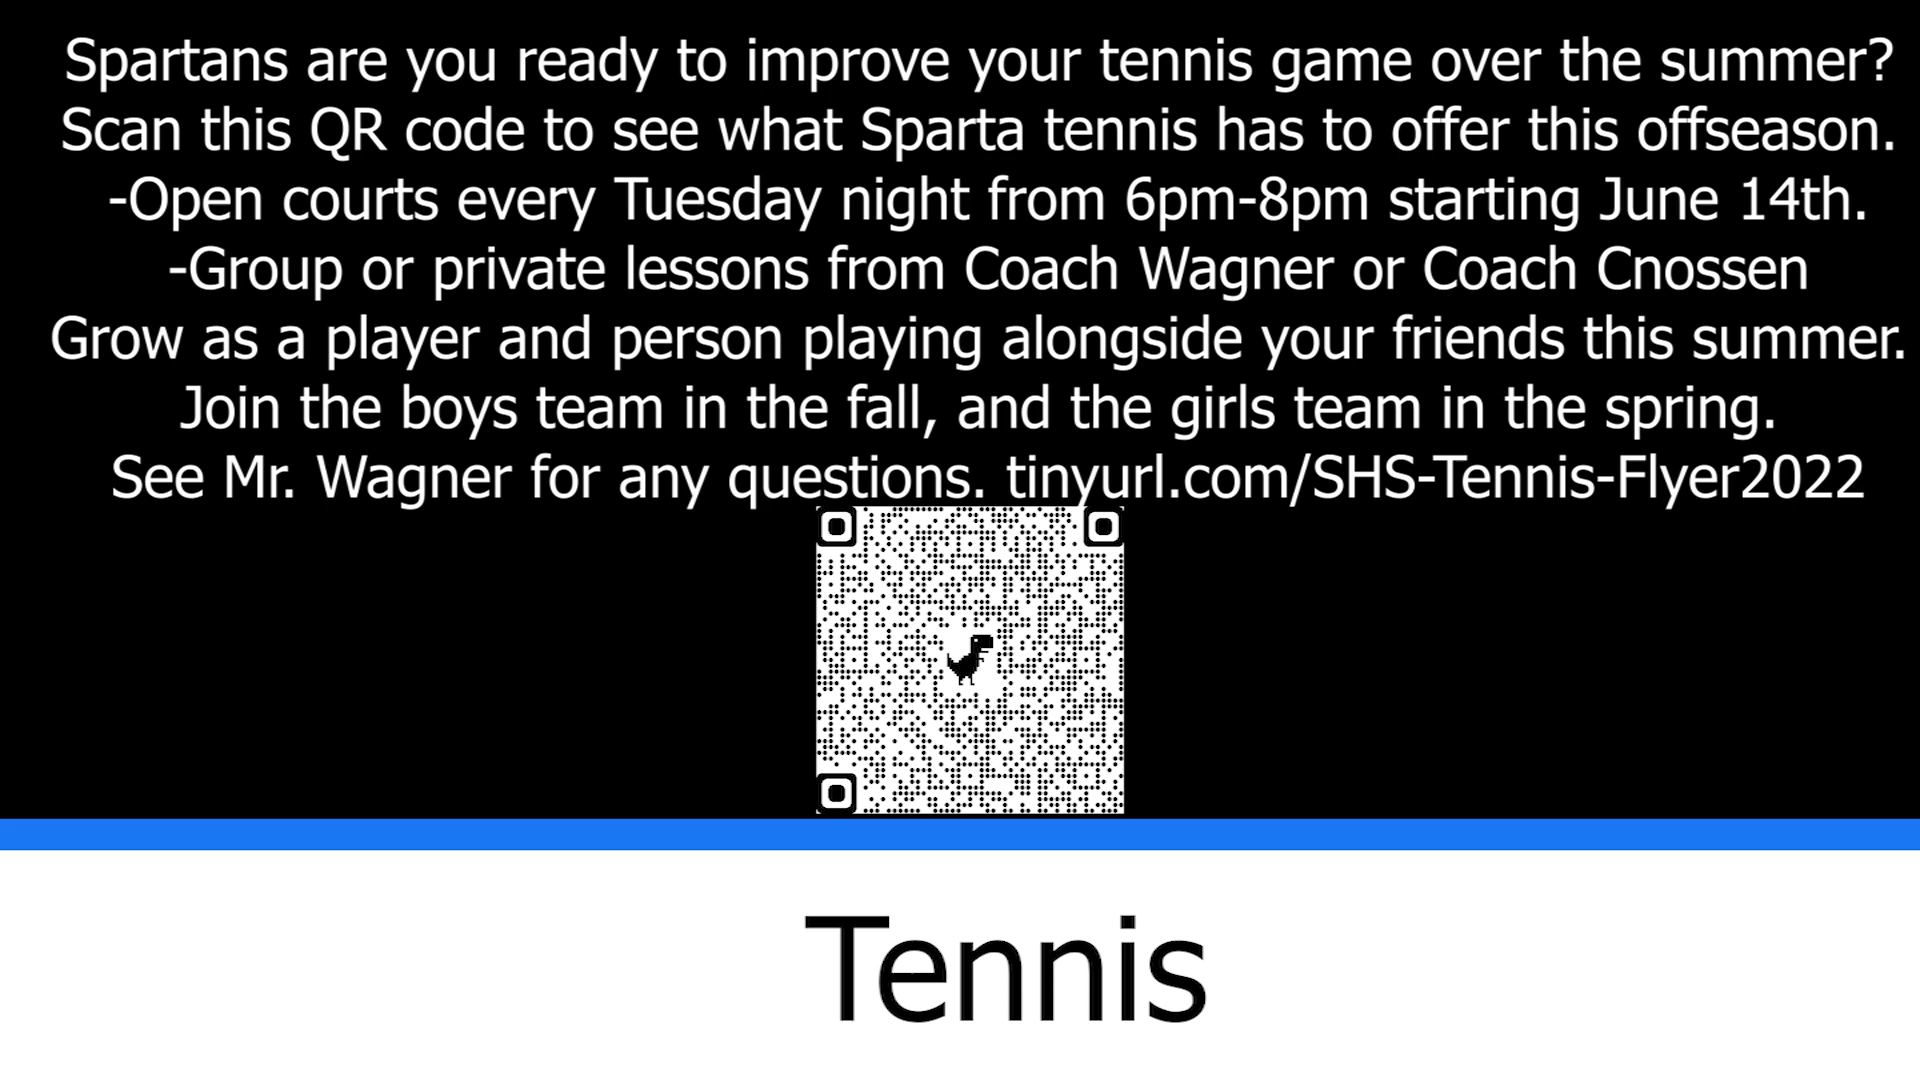 Spartans are you ready to improve your tennis game over the summer?
Scan this QR code to see what Sparta tennis has to offer this offseason.
-Open courts every Tuesday night from 6pm-8pm starting June 14th.
-Group or private lessons from Coach Wagner or Coach Cnossen
Grow as a player and person playing alongside your friends this summer.
Join the boys team in the fall, and the girls team in the spring.
See Mr. Wagner for any questions. tinyurl.com/SHS-Tennis-Flyer2022
Tennis